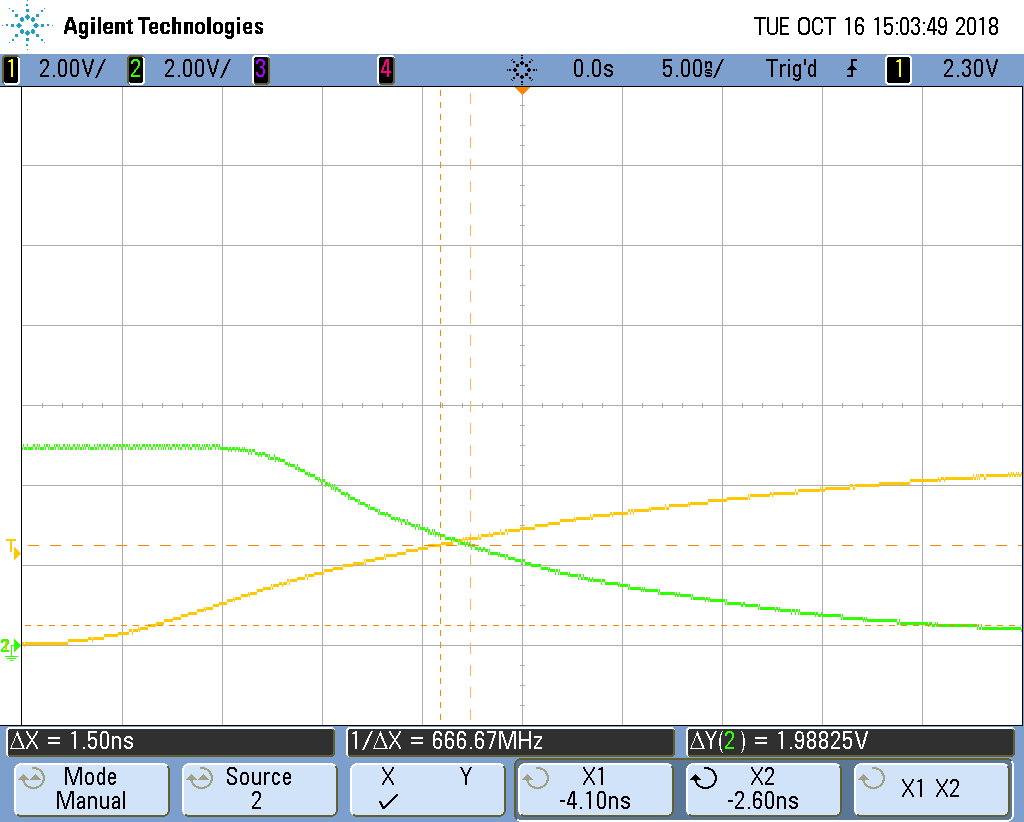 Agilent Technologies TUE OCT 16 15:03:49 2018
1 2.00V/ 2 2.00V/ 3 4 0.0s 5.00ns/ Trig'd 1 2.30V
T
2
ΔX = 1.50ns 1/ΔX = 666.67MHz ΔY(2) = 1.98825V
Mode Source X Y X1 X2 X1 X2
Manual 2 ✓ -4.10ns -2.60ns